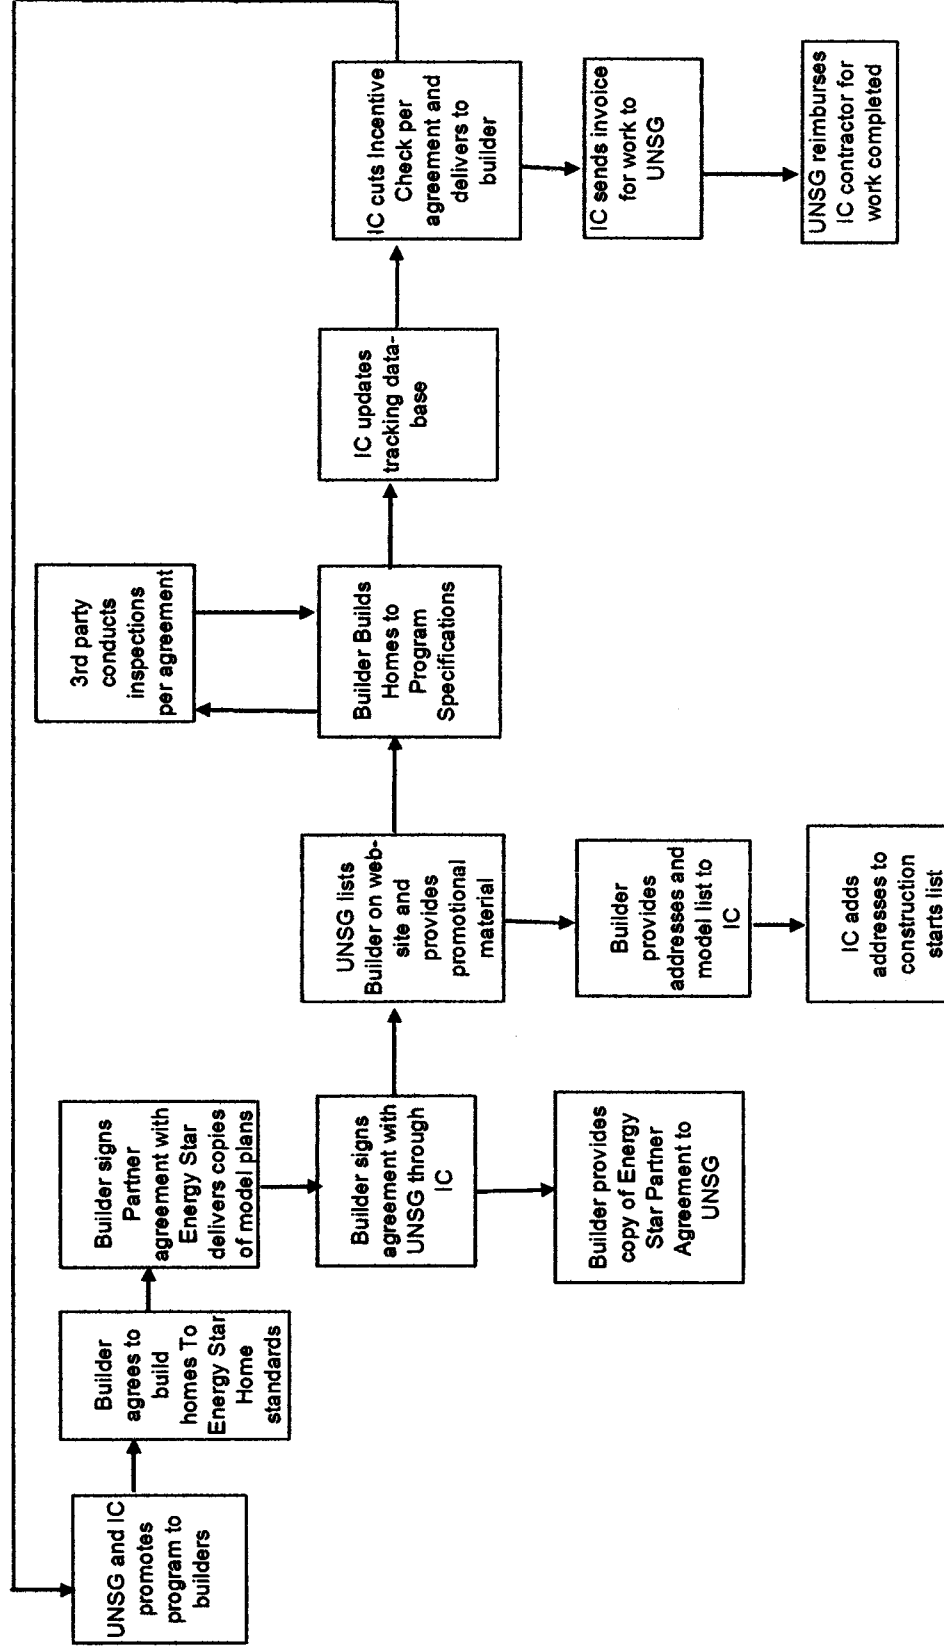 UNSG and IC
promotes
program to
builders
Builder
agrees to
build
homes To
Energy Star
Home
standards
Builder signs
Partner
agreement with
Energy Star
delivers copies
of model plans
Builder signs
agreement with
UNSG through
IC
Builder provides
copy of Energy
Star Partner
Agreement to
UNSG
UNSG lists
Builder on web-
site and
provides
promotional
material
Builder
provides
addresses and
model list to
IC
IC adds
addresses to
construction
starts list
3rd party
conducts
inspections
per agreement
Builder Builds
Homes to
Program
Specifications
IC updates
tracking data-
base
IC cuts Incentive
Check per
agreement and
delivers to
builder
IC sends invoice
for work to
UNSG
UNSG reimburses
IC contractor for
work completed